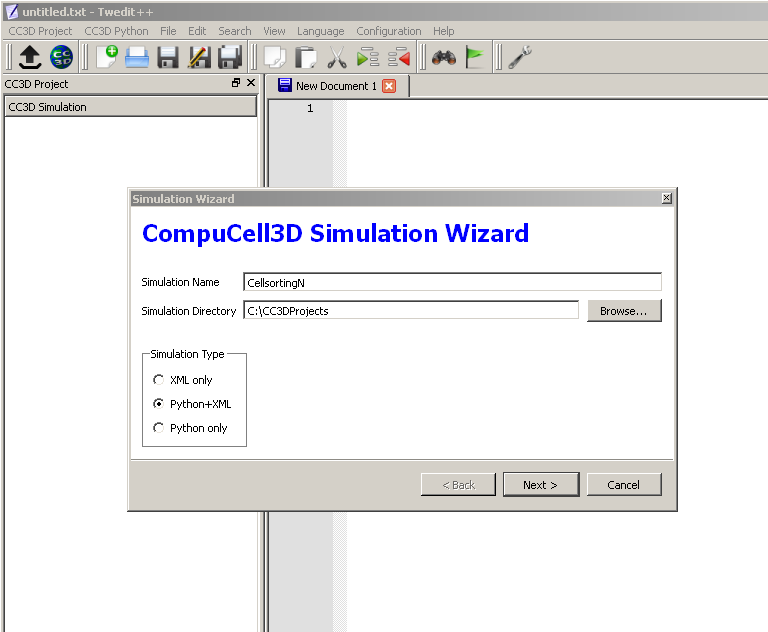 untitled.txt - Twedit++
CC3D Project CC3D Python File Edit Search View Language Configuration Help
CC3D
CC3D Project
New Document 1
CC3D Simulation
1
Simulation Wizard
CompuCell3D Simulation Wizard
Simulation Name CellsortingN
Simulation Directory C:\CC3DProjects Browse...
Simulation Type
XML only
Python+XML
Python only
< Back Next > Cancel